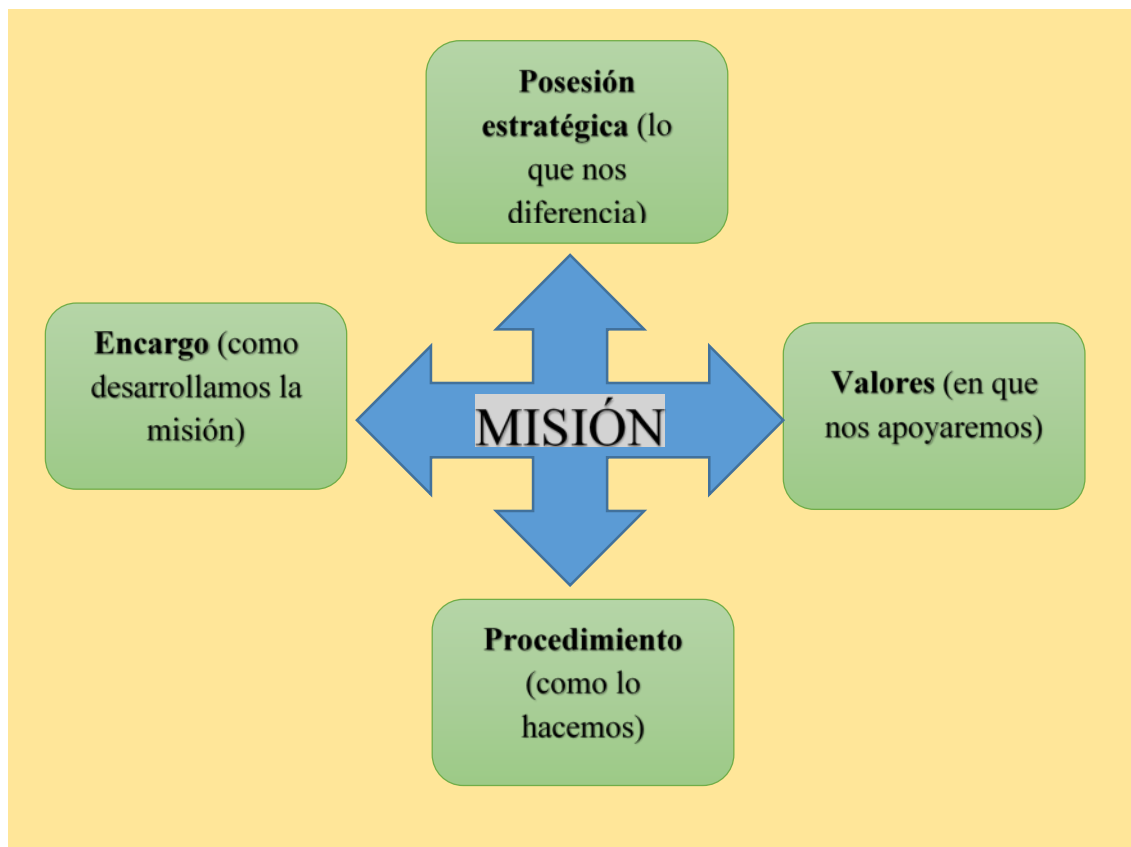 Posesión
estratégica (lo
que nos
diferencia)
Encargo (como
desarrollamos la
misión)
MISIÓN
Valores (en que
nos apoyaremos)
Procedimiento
(como lo
hacemos)